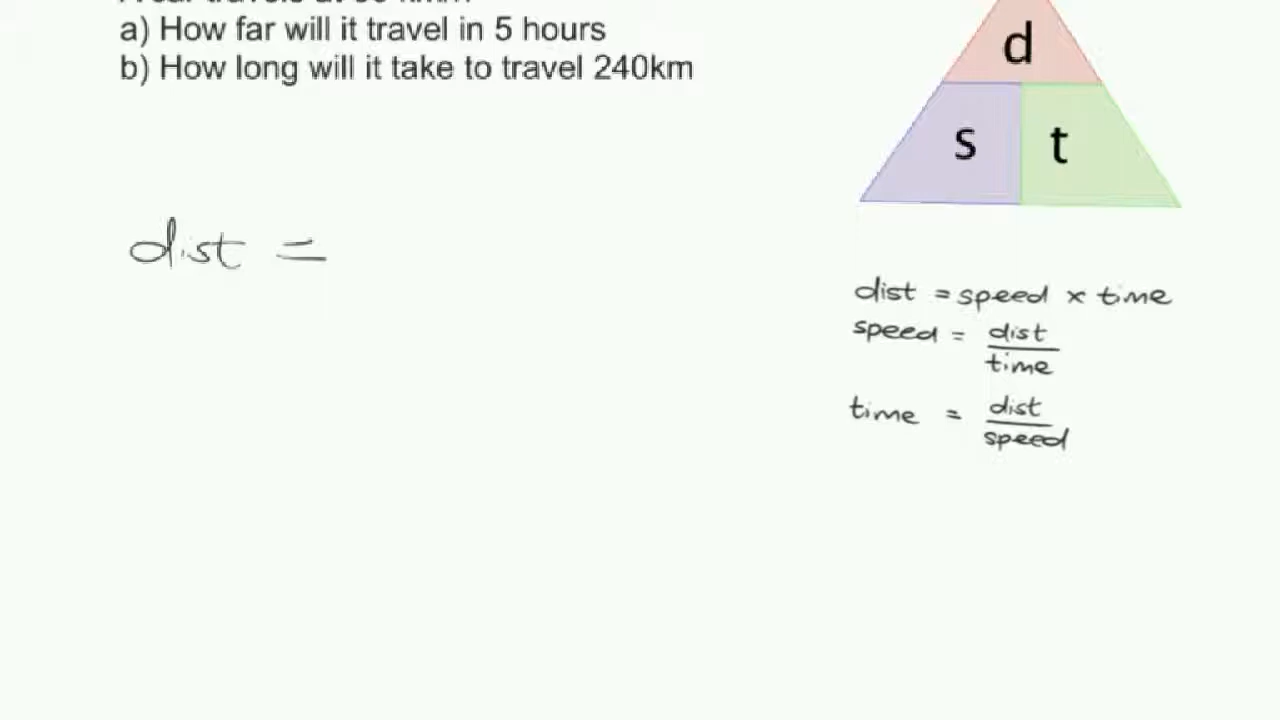 a) How far will it travel in 5 hours
b) How long will it take to travel 240km
d
s t
dist =
dist = speed x time
speed = dist
time
time = dist
speed